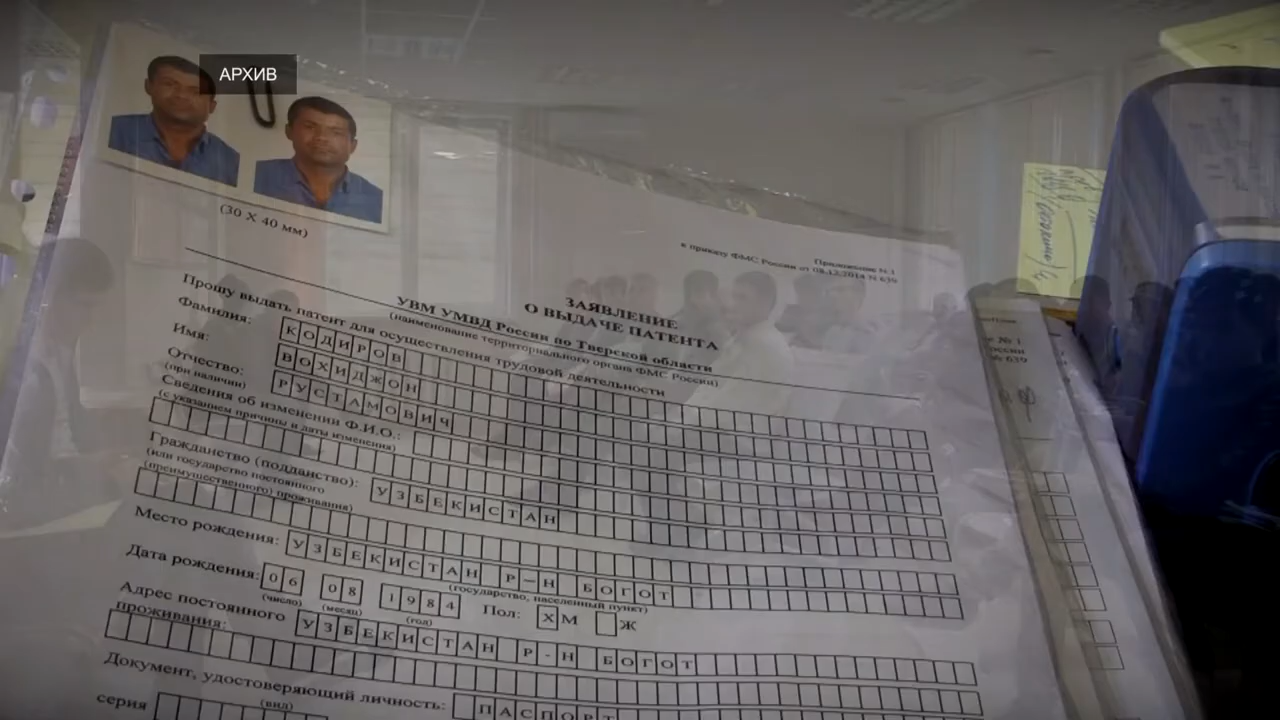 АРХИВ
(30 X 40 мм)
Приложение № 1
к приказу ФМС России от 08.12.2014 № 639
ЗАЯВЛЕНИЕ
О ВЫДАЧЕ ПАТЕНТА
УВМ УМВД России по Тверской области
(наименование территориального органа ФМС России)
Прошу выдать патент для осуществления трудовой деятельности
Фамилия: КОДИРОВ
Имя: ВОХИДЖОН
Отчество: РУСТАМОВИЧ
(при наличии)
Сведения об изменении Ф.И.О.:
(с указанием причины и даты изменения)
Гражданство (подданство): УЗБЕКИСТАН
(или государство постоянного
(преимущественного) проживания)
Место рождения: УЗБЕКИСТАН Р-Н БОГОТ
(государство, населенный пункт)
Дата рождения: 06 08 1984 Пол: X М Ж
(число) (месяц) (год)
Адрес постоянного УЗБЕКИСТАН Р-Н БОГОТ
проживания:
Документ, удостоверяющий личность: ПАСПОРТ
(вид)
серия
№ 1
№ 639